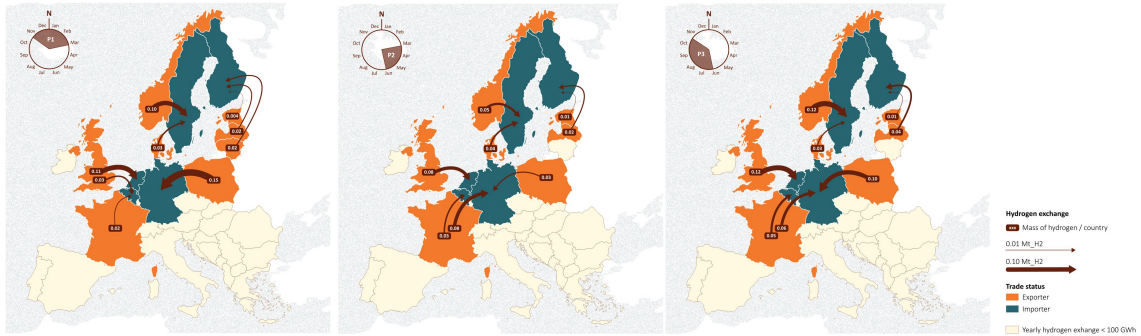 N
Dec Jan
Nov Feb
P1
Oct Mar
Sep Apr
Aug May
Jul Jun
0.10
0.004
0.02
0.03
0.02
0.11
0.03
0.15
0.02
N
Dec Jan
Nov Feb
Oct Mar
P2
Sep Apr
Aug May
Jul Jun
0.05
0.01
0.02
0.04
0.08
0.03
0.08
0.03
N
Dec Jan
Nov Feb
Oct Mar
P3
Sep Apr
Aug May
Jul Jun
0.12
0.01
0.04
0.03
0.12
0.10
0.06
0.05
Hydrogen exchange
xxx Mass of hydrogen / country
0.01 Mt_H2
0.10 Mt_H2
Trade status
Exporter
Importer
Yearly hydrogen exhange < 100 GWh